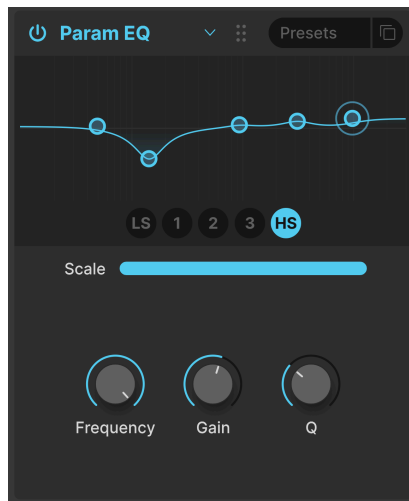 Param EQ
Presets
LS 1 2 3 HS
Scale
Frequency Gain Q